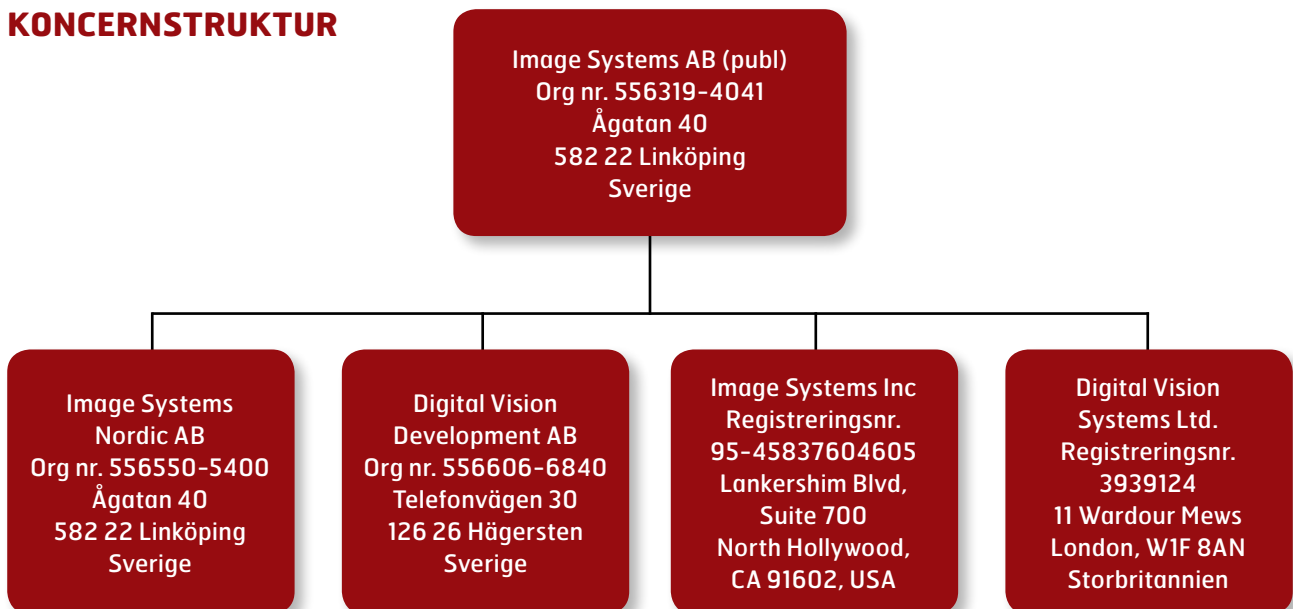 KONCERNSTRUKTUR
Image Systems AB (publ)
Org nr. 556319-4041
Ågatan 40
582 22 Linköping
Sverige
Image Systems
Nordic AB
Org nr. 556550-5400
Ågatan 40
582 22 Linköping
Sverige
Digital Vision
Development AB
Org nr. 556606-6840
Telefonvägen 30
126 26 Hägersten
Sverige
Image Systems Inc
Registreringsnr.
95-45837604605
Lankershim Blvd,
Suite 700
North Hollywood,
CA 91602, USA
Digital Vision
Systems Ltd.
Registreringsnr.
3939124
11 Wardour Mews
London, W1F 8AN
Storbritannien